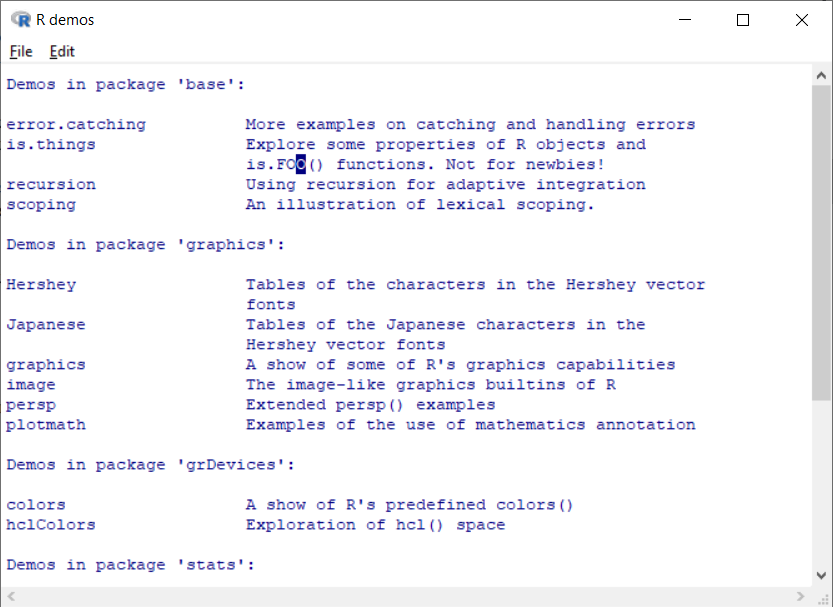 R demos
File Edit
Demos in package 'base':
error.catching More examples on catching and handling errors
is.things Explore some properties of R objects and
is.FOO() functions. Not for newbies!
recursion Using recursion for adaptive integration
scoping An illustration of lexical scoping.
Demos in package 'graphics':
Hershey Tables of the characters in the Hershey vector
fonts
Japanese Tables of the Japanese characters in the
Hershey vector fonts
graphics A show of some of R's graphics capabilities
image The image-like graphics builtins of R
persp Extended persp() examples
plotmath Examples of the use of mathematics annotation
Demos in package 'grDevices':
colors A show of R's predefined colors()
hclColors Exploration of hcl() space
Demos in package 'stats':